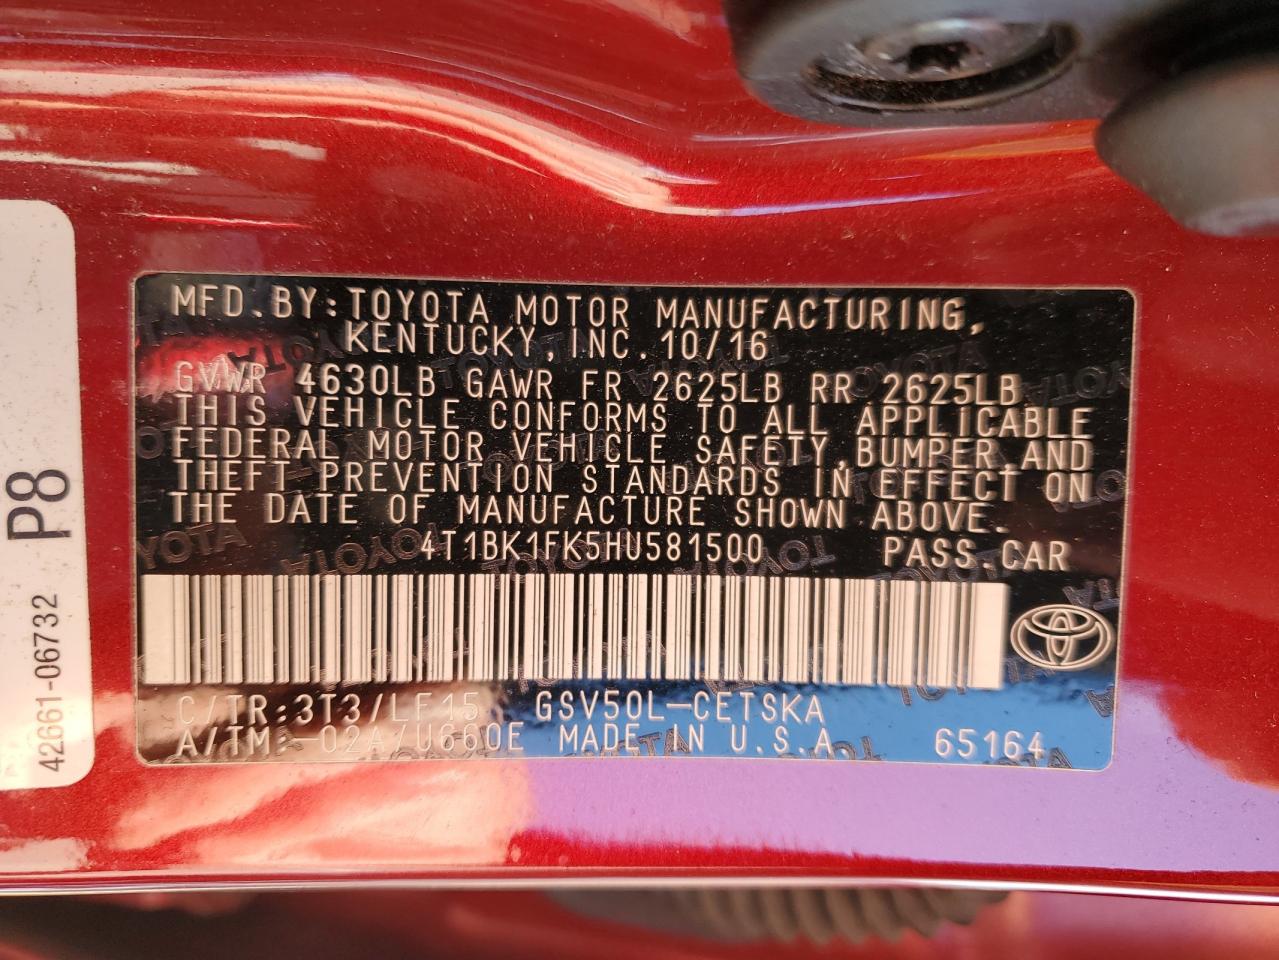 MFD.BY:TOYOTA MOTOR MANUFACTURING,
KENTUCKY, INC. 10/16
GVWR 4630LB GAWR FR 2625LB RR 2625LB
THIS VEHICLE CONFORMS TO ALL APPLICABLE
FEDERAL MOTOR VEHICLE SAFETY,BUMPER,AND
THEFT PREVENTION STANDARDS IN EFFECT ON
THE DATE OF MANUFACTURE SHOWN ABOVE.
4T1BK1FK5HU581500 PASS.CAR
C/TR:3T3/LF15 GSV50L-CETSKA
A/TM:-02A/U660E MADE IN U.S.A 65164
P8
42661-06732